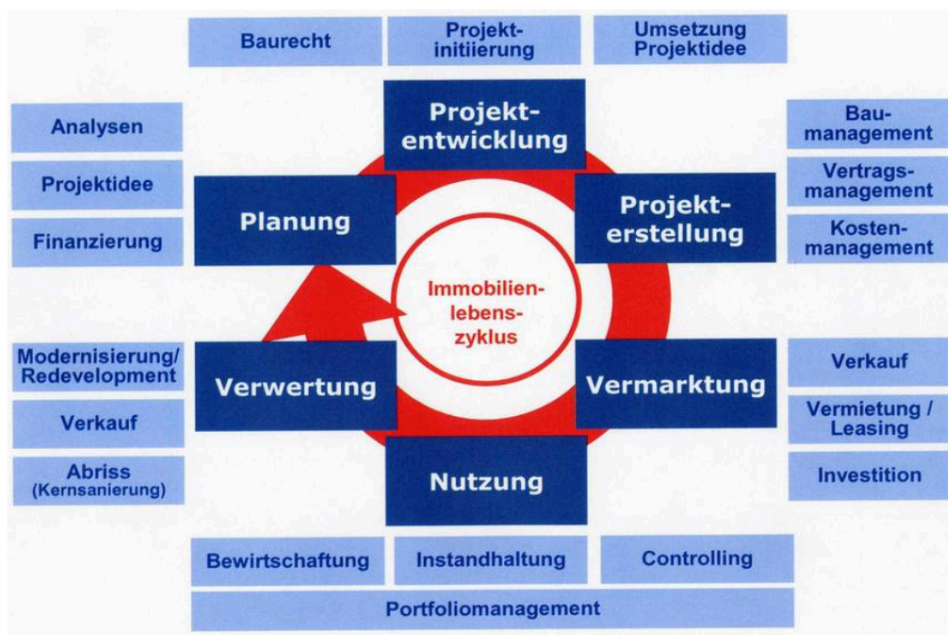 Baurecht
Projekt-
initiierung
Umsetzung
Projektidee
Projekt-
entwicklung
Analysen
Projektidee
Finanzierung
Planung
Projekt-
erstellung
Bau-
management
Vertrags-
management
Kosten-
management
Immobilien-
lebens-
zyklus
Modernisierung/
Redevelopment
Verkauf
Abriss
(Kernsanierung)
Verwertung
Vermarktung
Verkauf
Vermietung /
Leasing
Investition
Nutzung
Bewirtschaftung
Instandhaltung
Controlling
Portfoliomanagement